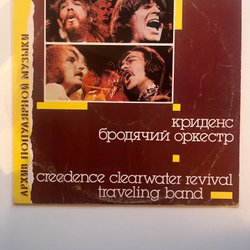 АРХИВ ПОПУЛЯРНОЙ МУЗЫКИ
криденс
бродячий оркестр
creedence clearwater revival
traveling band